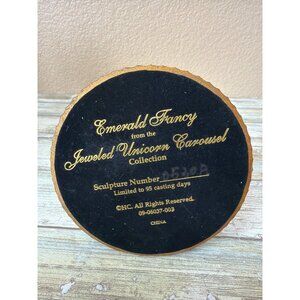 Emerald Fancy
from the
Jeweled Unicorn Carousel
Collection
Sculpture Number
Limited to 95 casting days
©HC. All Rights Reserved.
09-06037-003
CHINA